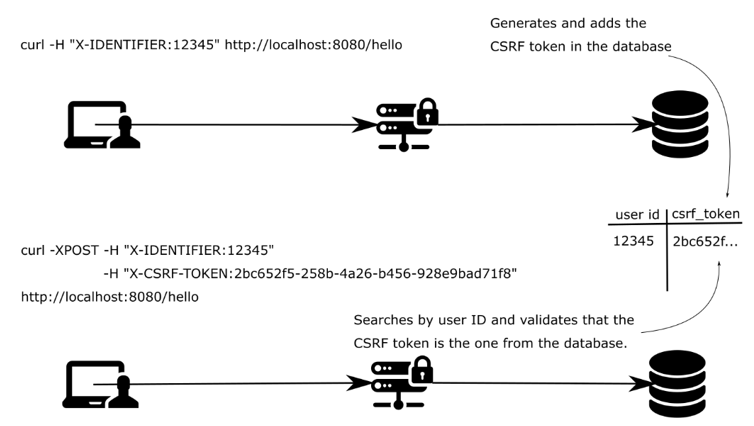 Generates and adds the
CSRF token in the database
curl -H "X-IDENTIFIER:12345" http://localhost:8080/hello
user id csrf_token
12345 2bc652f...
curl -XPOST -H "X-IDENTIFIER:12345"
-H "X-CSRF-TOKEN:2bc652f5-258b-4a26-b456-928e9bad71f8"
http://localhost:8080/hello
Searches by user ID and validates that the
CSRF token is the one from the database.